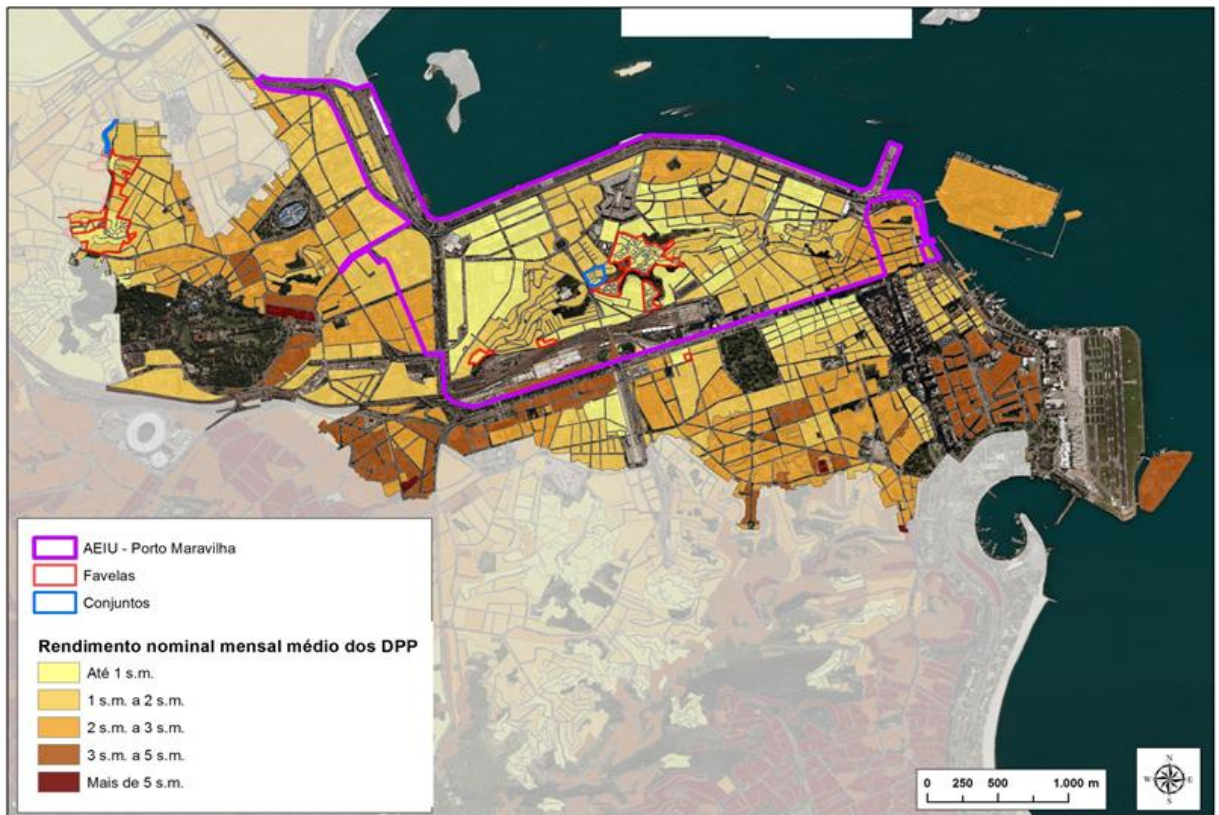 AEIU - Porto Maravilha
Favelas
Conjuntos
Rendimento nominal mensal médio dos DPP
Até 1 s.m.
1 s.m. a 2 s.m.
2 s.m. a 3 s.m.
3 s.m. a 5 s.m.
Mais de 5 s.m.
0 250 500 1.000 m
N
W E
S